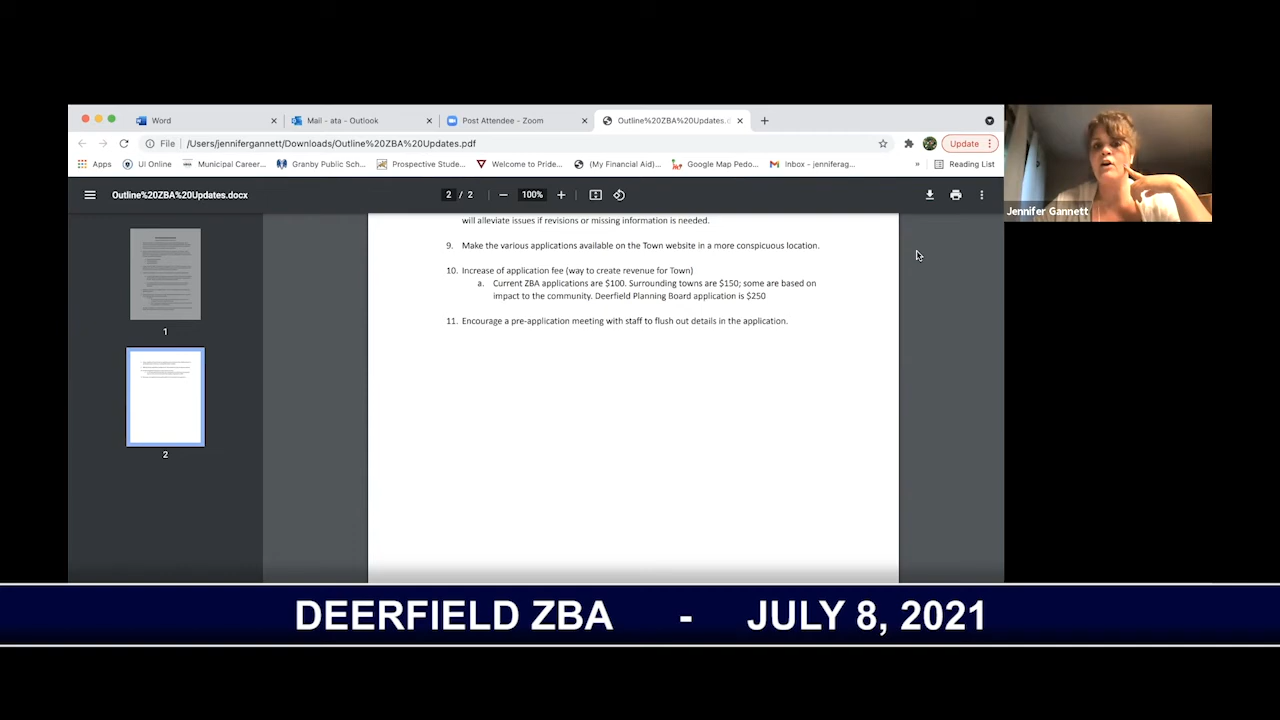 Word
Mail - ata - Outlook
Post Attendee - Zoom
Outline%20ZBA%20Updates.d
File
/Users/jennifergannett/Downloads/Outline%20ZBA%20Updates.pdf
Update
Apps
UI Online
Municipal Career...
Granby Public Sch...
Prospective Stude...
Welcome to Pride...
(My Financial Aid)...
Google Map Pedo...
Inbox - jenniferag...
»
Reading List
Outline%20ZBA%20Updates.docx
2 / 2
100%
Jennifer Gannett
will alleviate issues if revisions or missing information is needed.
9. Make the various applications available on the Town website in a more conspicuous location.
10. Increase of application fee (way to create revenue for Town)
a. Current ZBA applications are $100. Surrounding towns are $150; some are based on
impact to the community. Deerfield Planning Board application is $250
11. Encourage a pre-application meeting with staff to flush out details in the application.
1
2
DEERFIELD ZBA - JULY 8, 2021